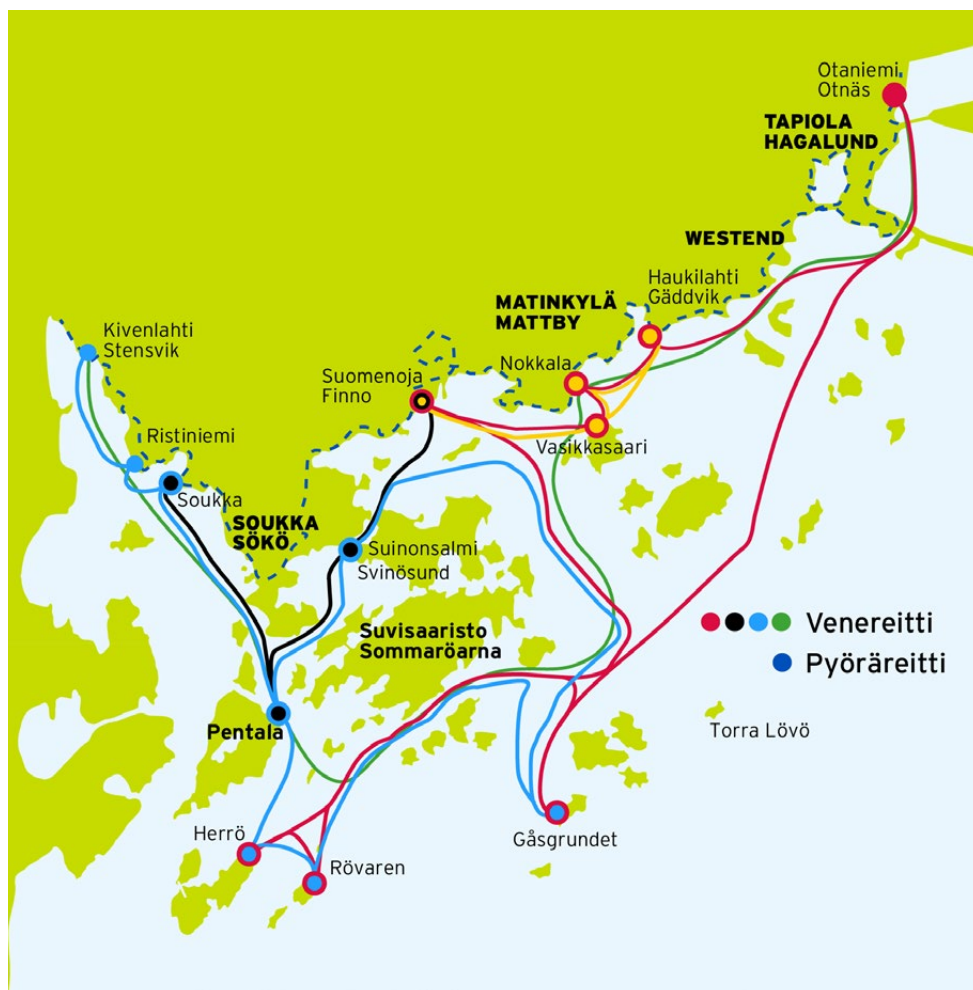 Otaniemi
Otnäs
TAPIOLA
HAGALUND
WESTEND
Haukilahti
Gäddvik
MATINKYLÄ
MATTBY
Nokkala
Kivenlahti
Stensvik
Suomenoja
Finno
Vasikkasaari
Ristiniemi
Soukka
SOUKKA
SÖKÖ
Suinonsalmi
Svinösund
Suvisaaristo
Sommaröarna
Venereitti
Pyöräreitti
Pentala
Torra Lövö
Herrö
Rövaren
Gåsgrundet